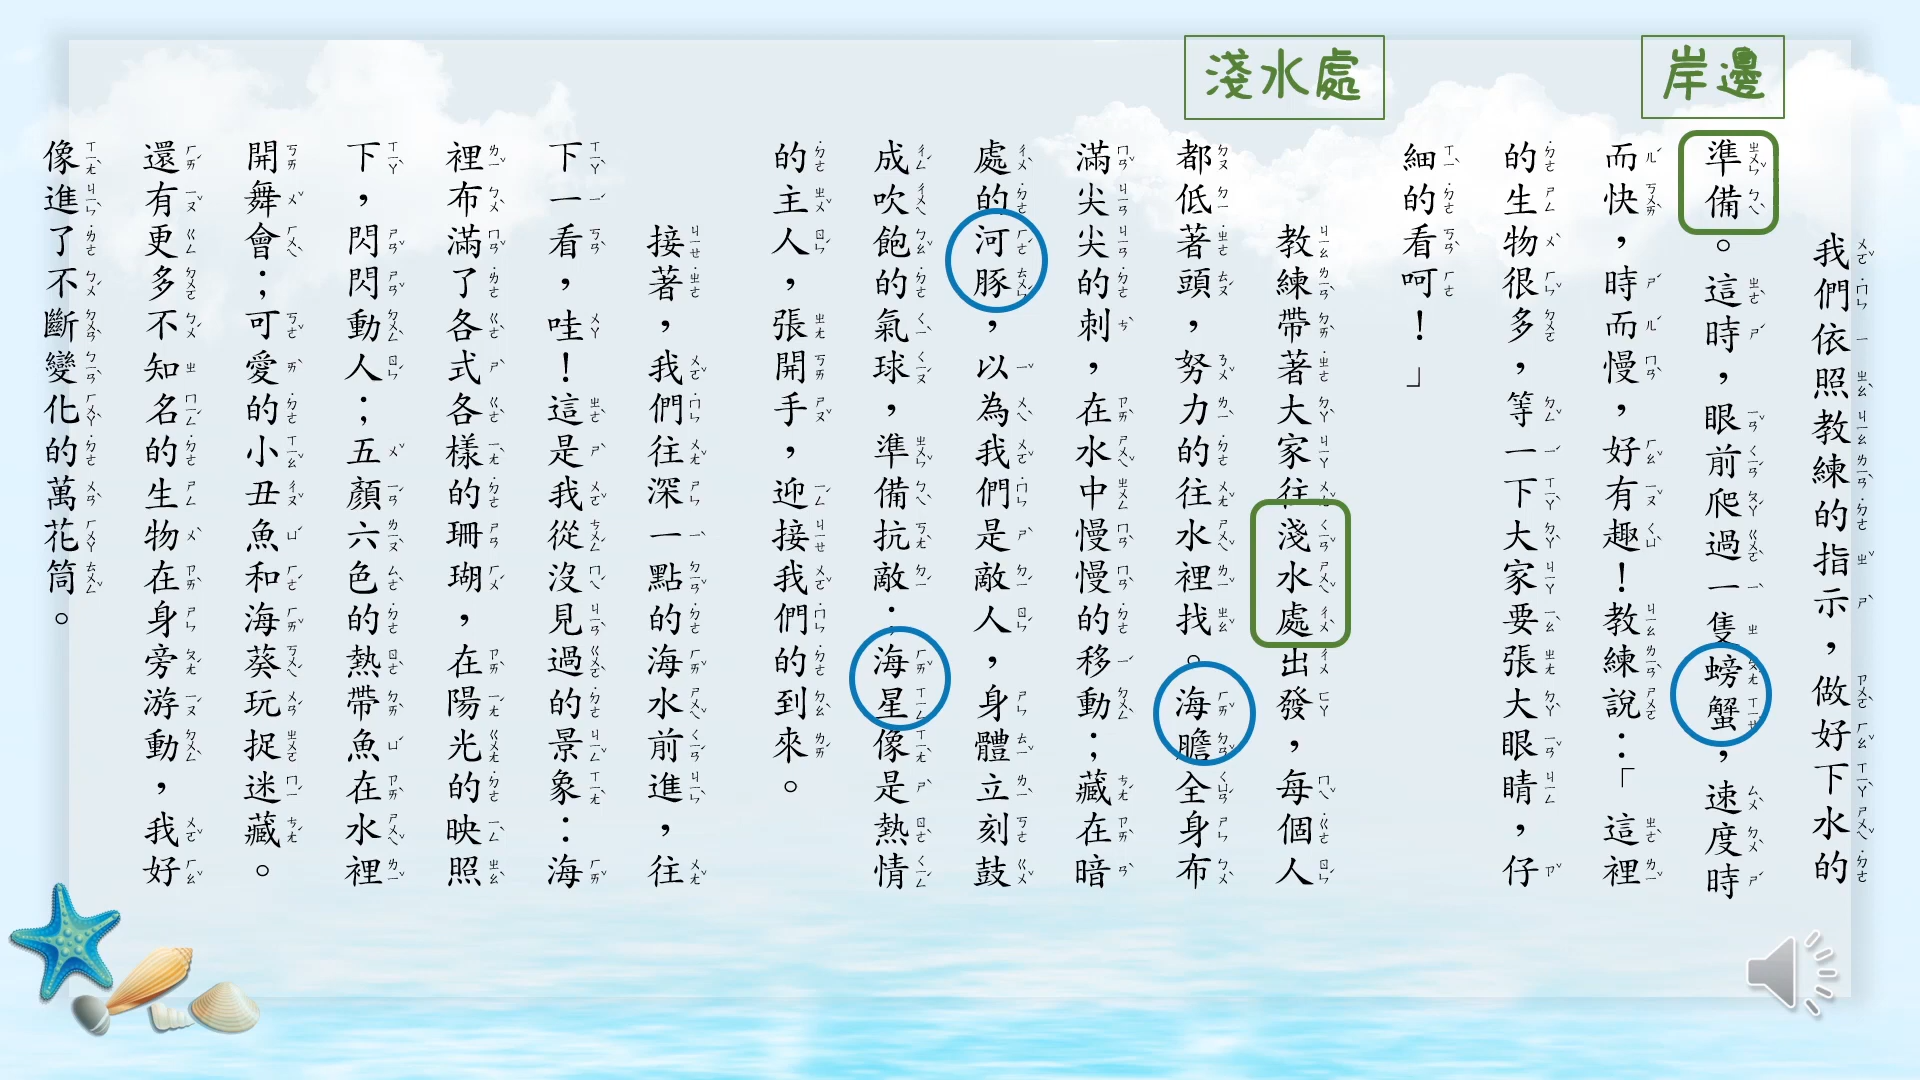 岸邊
淺水處
我們依照教練的指示，做好下水的
準備。這時，眼前爬過一隻螃蟹，速度時
而快，時而慢，好有趣！教練說：「這裡
的生物很多，等一下大家要張大眼睛，仔
細的看呵！」
教練帶著大家往淺水處出發，每個人
都低著頭，努力的往水裡找。海膽全身布
滿尖尖的刺，在水中慢慢的移動；藏在暗
處的河豚，以為我們是敵人，身體立刻鼓
成吹飽的氣球，準備抗敵；海星像是熱情
的主人，張開手，迎接我們的到來。
接著，我們往深一點的海水前進，往
下一看，哇！這是我從沒見過的景象：海
裡布滿了各式各樣的珊瑚，在陽光的映照
下，閃閃動人；五顏六色的熱帶魚在水裡
開舞會；可愛的小丑魚和海葵玩捉迷藏。
還有更多不知名的生物在身旁游動，我好
像進了不斷變化的萬花筒。